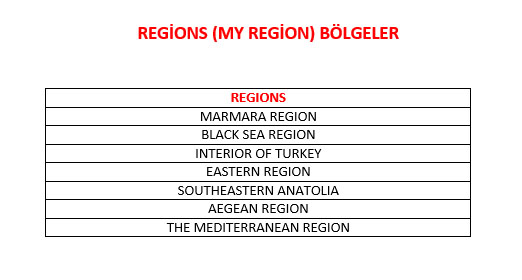 REGİONS (MY REGİON) BÖLGELER
REGIONS
MARMARA REGION
BLACK SEA REGION
INTERIOR OF TURKEY
EASTERN REGION
SOUTHEASTERN ANATOLIA
AEGEAN REGION
THE MEDITERRANEAN REGION